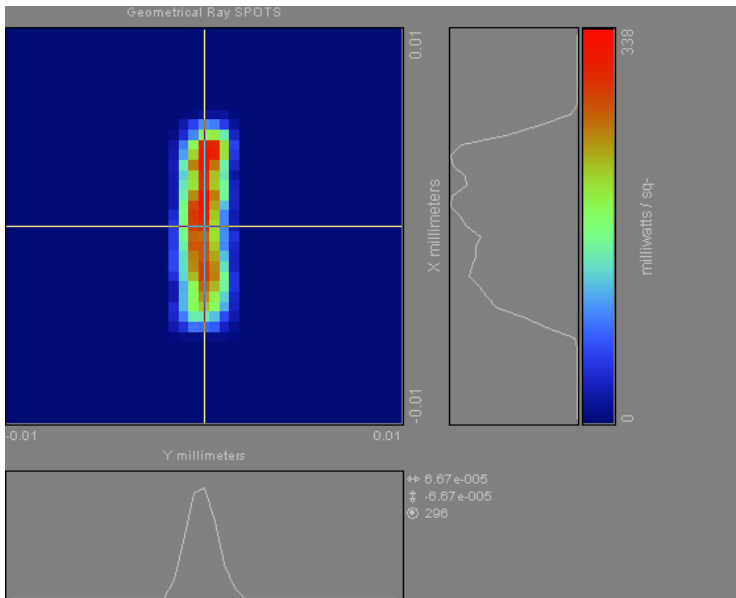 Geometrical Ray SPOTS
0.01
X millimeters
-0.01
338
milliwatts / sq-
0
-0.01
0.01
Y millimeters
6.67e-005
-6.67e-005
296